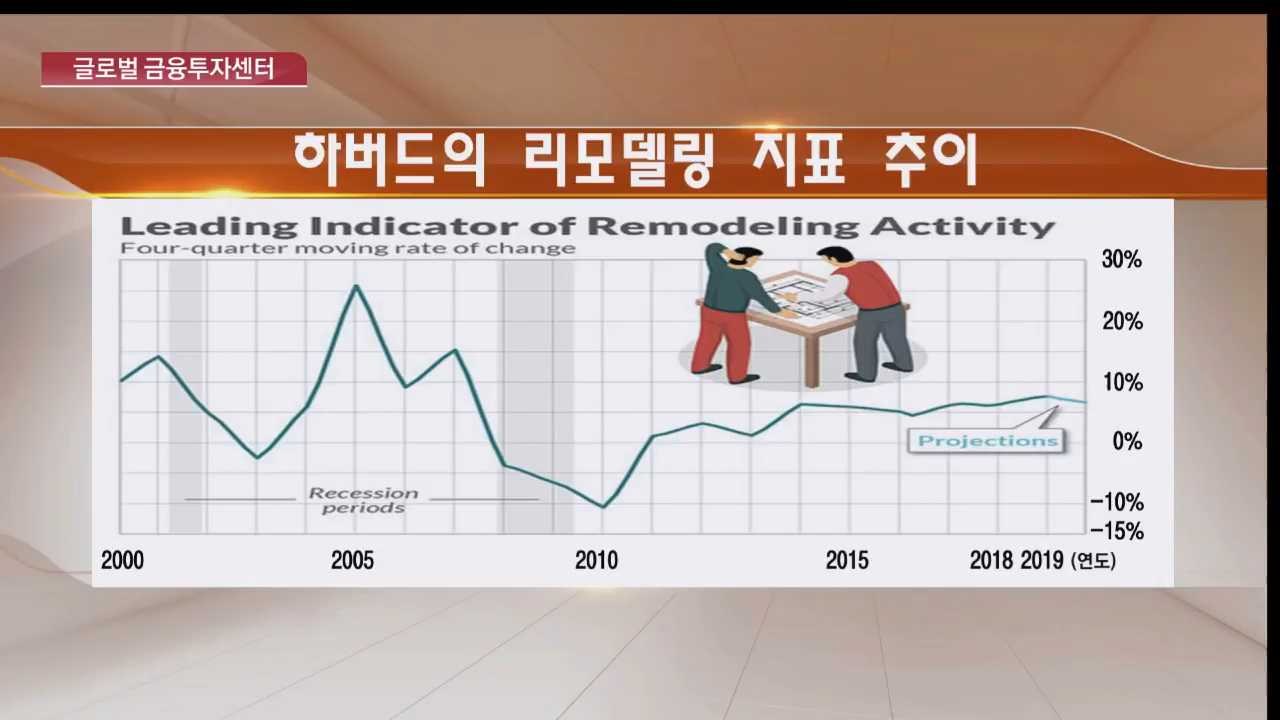 글로벌 금융투자센터
하버드의 리모델링 지표 추이
Leading Indicator of Remodeling Activity
Four-quarter moving rate of change
30%
20%
10%
0%
Projections
-10%
-15%
Recession
periods
2000 2005 2010 2015 2018 2019 (연도)